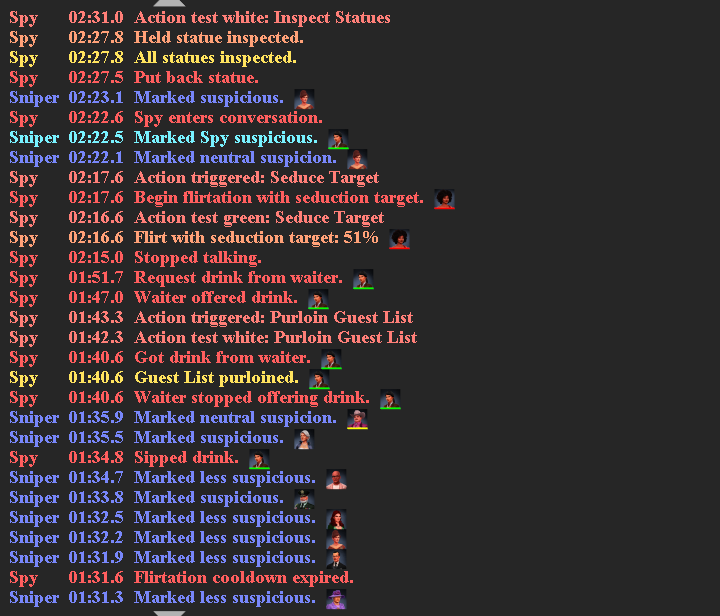 Spy 02:31.0 Action test white: Inspect Statues
Spy 02:27.8 Held statue inspected.
Spy 02:27.8 All statues inspected.
Spy 02:27.5 Put back statue.
Sniper 02:23.1 Marked suspicious.
Spy 02:22.6 Spy enters conversation.
Sniper 02:22.5 Marked Spy suspicious.
Sniper 02:22.1 Marked neutral suspicion.
Spy 02:17.6 Action triggered: Seduce Target
Spy 02:17.6 Begin flirtation with seduction target.
Spy 02:16.6 Action test green: Seduce Target
Spy 02:16.6 Flirt with seduction target: 51%
Spy 02:15.0 Stopped talking.
Spy 01:51.7 Request drink from waiter.
Spy 01:47.0 Waiter offered drink.
Spy 01:43.3 Action triggered: Purloin Guest List
Spy 01:42.3 Action test white: Purloin Guest List
Spy 01:40.6 Got drink from waiter.
Spy 01:40.6 Guest List purloined.
Spy 01:40.6 Waiter stopped offering drink.
Sniper 01:35.9 Marked neutral suspicion.
Sniper 01:35.5 Marked suspicious.
Spy 01:34.8 Sipped drink.
Sniper 01:34.7 Marked less suspicious.
Sniper 01:33.8 Marked suspicious.
Sniper 01:32.5 Marked less suspicious.
Sniper 01:32.2 Marked less suspicious.
Sniper 01:31.9 Marked less suspicious.
Spy 01:31.6 Flirtation cooldown expired.
Sniper 01:31.3 Marked less suspicious.